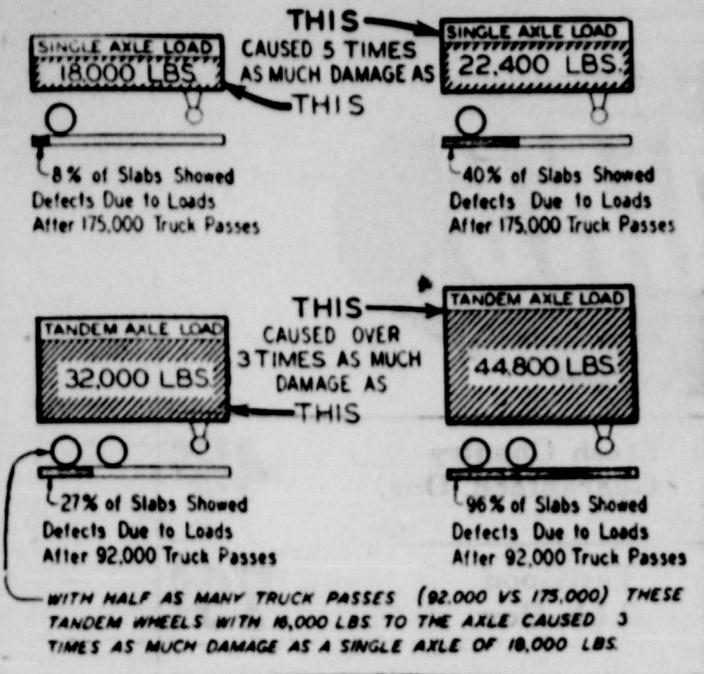 THIS
CAUSED 5 TIMES
AS MUCH DAMAGE AS
THIS
SINGLE AXLE LOAD
18,000 LBS.
SINGLE AXLE LOAD
22,400 LBS.
8% of Slabs Showed
Defects Due to Loads
After 175,000 Truck Passes
40% of Slabs Showed
Defects Due to Loads
After 175,000 Truck Passes
THIS
CAUSED OVER
3 TIMES AS MUCH
DAMAGE AS
THIS
TANDEM AXLE LOAD
32,000 LBS.
TANDEM AXLE LOAD
44,800 LBS.
27% of Slabs Showed
Defects Due to Loads
After 92,000 Truck Passes
96% of Slabs Showed
Defects Due to Loads
After 92,000 Truck Passes
WITH HALF AS MANY TRUCK PASSES (92,000 VS. 175,000) THESE
TANDEM WHEELS WITH 16,000 LBS TO THE AXLE CAUSED 3
TIMES AS MUCH DAMAGE AS A SINGLE AXLE OF 18,000 LBS.